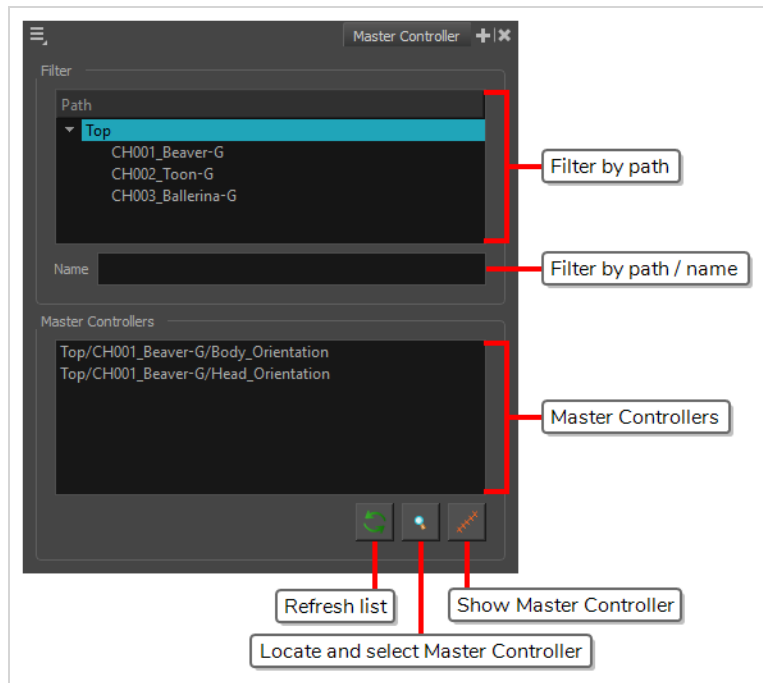 Master Controller
Filter
Path
Top
CH001_Beaver-G
CH002_Toon-G
CH003_Ballerina-G
Filter by path
Name
Filter by path / name
Master Controllers
Top/CH001_Beaver-G/Body_Orientation
Top/CH001_Beaver-G/Head_Orientation
Master Controllers
Refresh list
Show Master Controller
Locate and select Master Controller